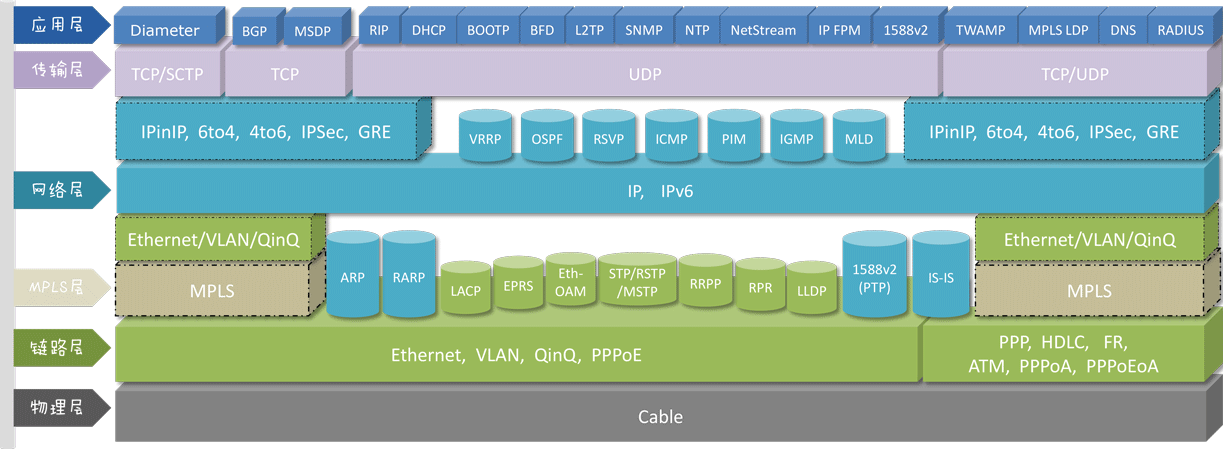 应用层
Diameter
BGP
MSDP
RIP
DHCP
BOOTP
BFD
L2TP
SNMP
NTP
NetStream
IP FPM
1588v2
TWAMP
MPLS LDP
DNS
RADIUS
传输层
TCP/SCTP
TCP
UDP
TCP/UDP
IPinIP, 6to4, 4to6, IPSec, GRE
VRRP
OSPF
RSVP
ICMP
PIM
IGMP
MLD
IPinIP, 6to4, 4to6, IPSec, GRE
网络层
IP, IPv6
Ethernet/VLAN/QinQ
Ethernet/VLAN/QinQ
MPLS层
MPLS
ARP
RARP
LACP
EPRS
Eth-
OAM
STP/RSTP
/MSTP
RRPP
RPR
LLDP
1588v2
(PTP)
IS-IS
MPLS
链路层
Ethernet, VLAN, QinQ, PPPoE
PPP, HDLC, FR,
ATM, PPPoA, PPPoEoA
物理层
Cable